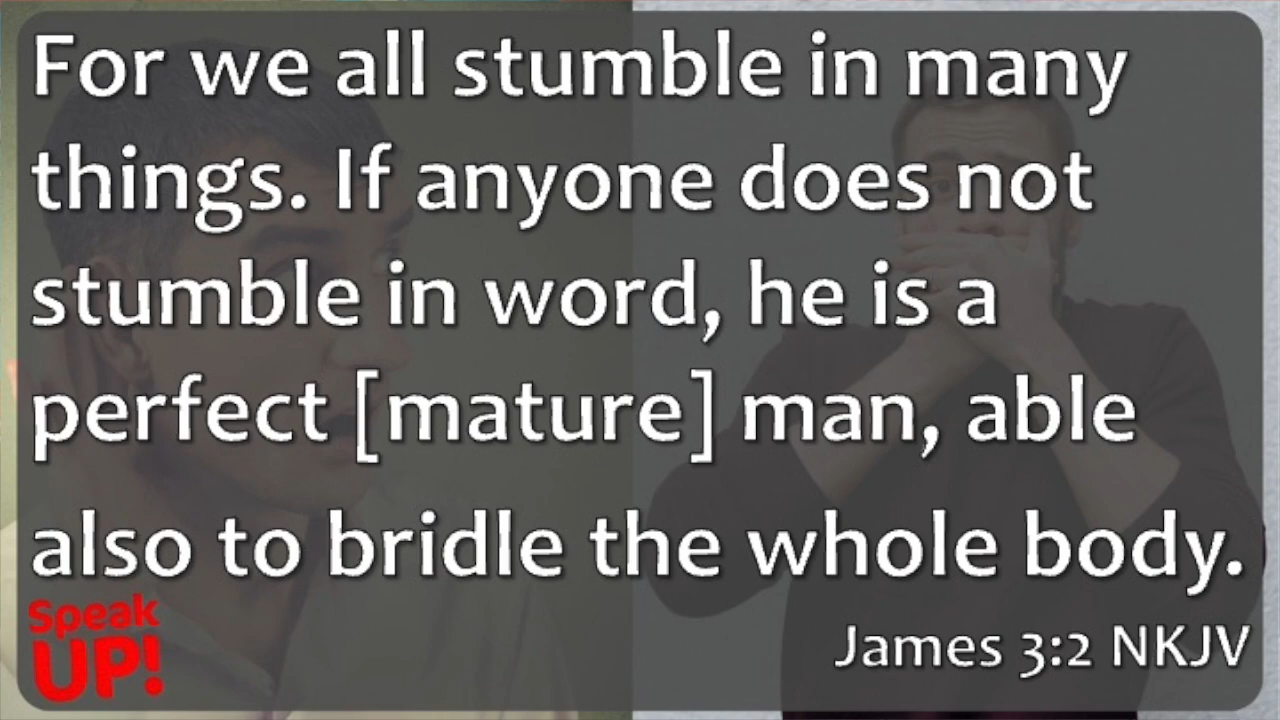 For we all stumble in many
things. If anyone does not
stumble in word, he is a
perfect [mature] man, able
also to bridle the whole body.
James 3:2 NKJV
Speak
UP!